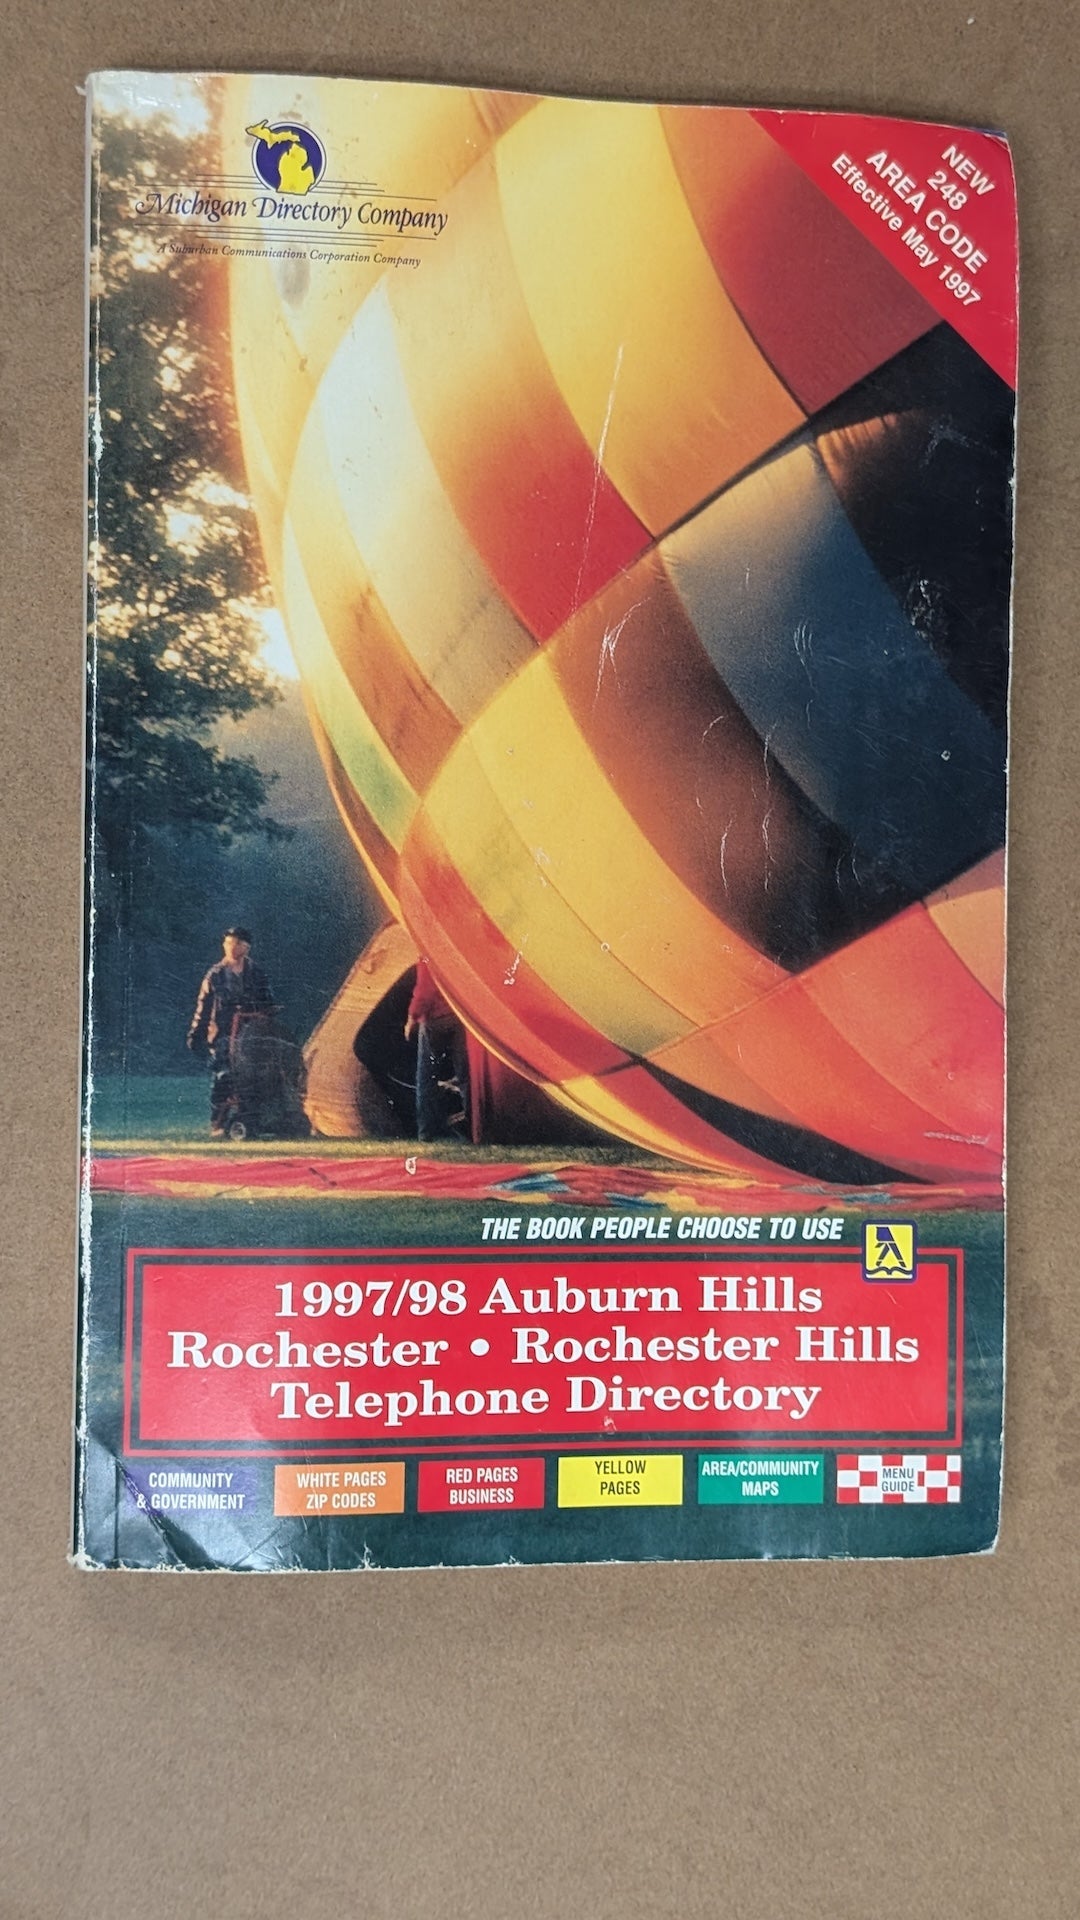 Michigan Directory Company
A Suburban Communications Corporation Company
NEW
248
AREA CODE
Effective May 1997
THE BOOK PEOPLE CHOOSE TO USE
1997/98 Auburn Hills
Rochester • Rochester Hills
Telephone Directory
COMMUNITY
& GOVERNMENT
WHITE PAGES
ZIP CODES
RED PAGES
BUSINESS
YELLOW
PAGES
AREA/COMMUNITY
MAPS
MENU
GUIDE